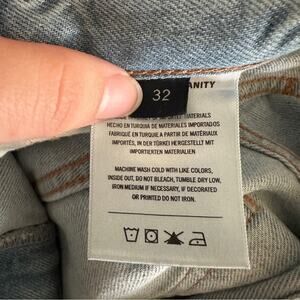 32
ANITY
MATERIALS
HECHO EN TURQUIA DE MATERIALES IMPORTADOS
FABRIQUÉ EN TURQUIE A PARTIR DE MATÉRIAUX
IMPORTÉS, IN DER TÜRKEI HERGESTELLT MIT
IMPORTIERTEN MATERIALIEN
MACHINE WASH COLD WITH LIKE COLORS,
INSIDE OUT, DO NOT BLEACH, TUMBLE DRY LOW,
IRON MEDIUM IF NECESSARY, IF DECORATED
OR PRINTED DO NOT IRON.